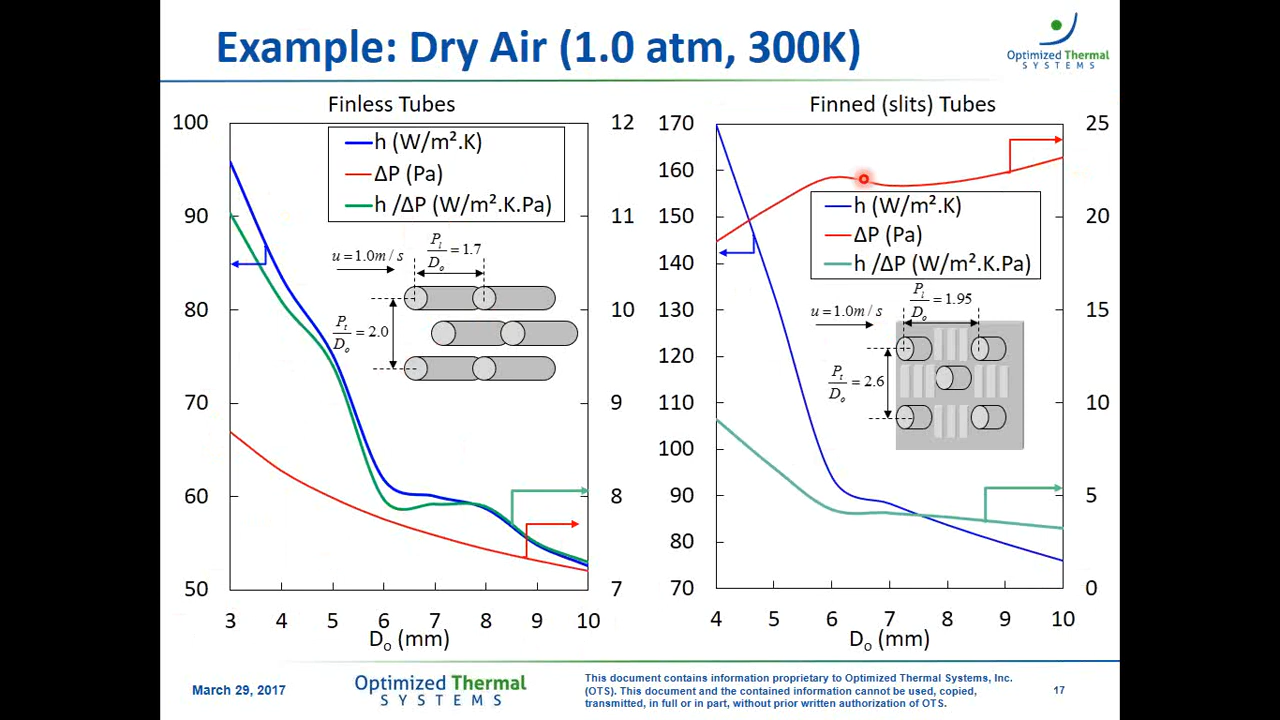 Example: Dry Air (1.0 atm, 300K)
Optimized Thermal
SYSTEMS
Finless Tubes
100
90
80
70
60
50
12
11
10
9
8
7
h (W/m².K)
ΔP (Pa)
h /ΔP (W/m².K.Pa)
u = 1.0m / s
Pl/Do = 1.7
Pt/Do = 2.0
3 4 5 6 7 8 9 10
Do (mm)
Finned (slits) Tubes
170
160
150
140
130
120
110
100
90
80
70
25
20
15
10
5
0
h (W/m².K)
ΔP (Pa)
h /ΔP (W/m².K.Pa)
u = 1.0m / s
Pl/Do = 1.95
Pt/Do = 2.6
4 5 6 7 8 9 10
Do (mm)
March 29, 2017
Optimized Thermal
SYSTEMS
This document contains information proprietary to Optimized Thermal Systems, Inc.
(OTS). This document and the contained information cannot be used, copied,
transmitted, in full or in part, without prior written authorization of OTS.
17